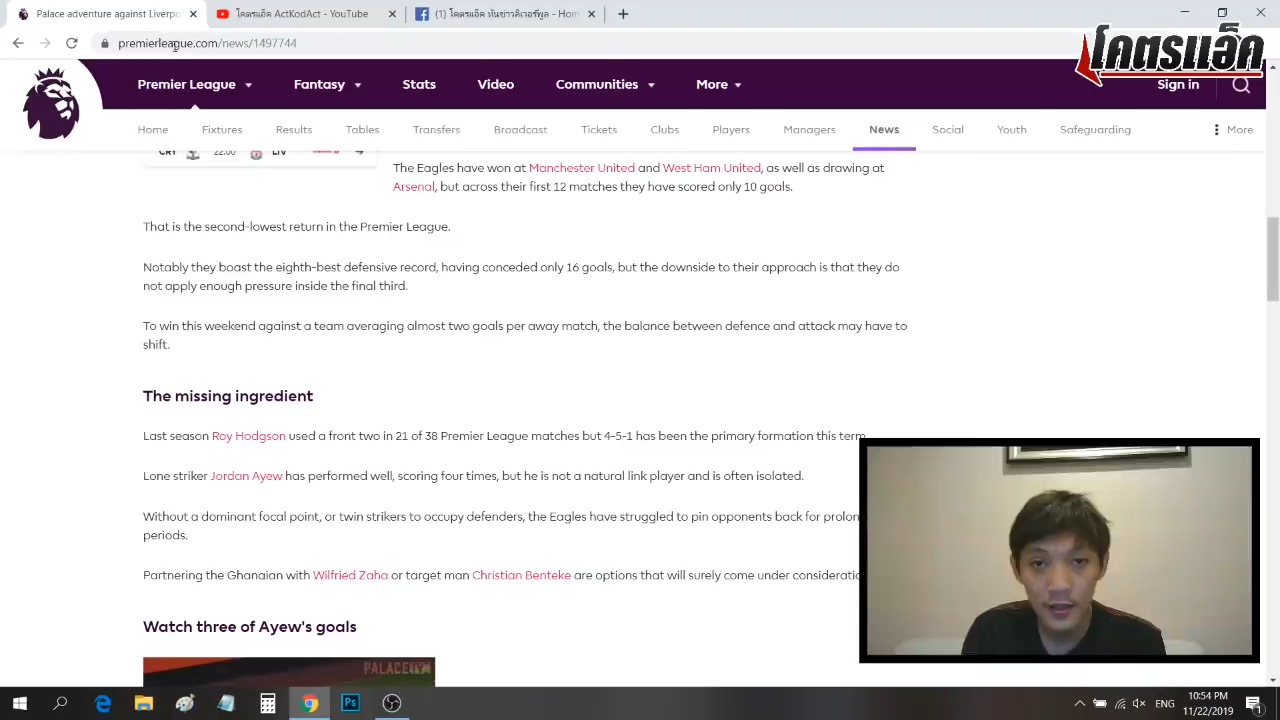 Palace adventure v Liverpo
โคตรแอ็ค ActKodAct - YouTube
(1) โคตรแอ็ค
Hom
premierleague.com/news/1497744
โคตรแอ็ค
Premier League
Fantasy
Stats
Video
Communities
More
Sign in
Home
Fixtures
Results
Tables
Transfers
Broadcast
Tickets
Clubs
Players
Managers
News
Social
Youth
Safeguarding
More
CRY 22:00 LIV
The Eagles have won at Manchester United and West Ham United, as well as drawing at
Arsenal, but across their first 12 matches they have scored only 10 goals.
That is the second-lowest return in the Premier League.
Notably they boast the eighth-best defensive record, having conceded only 16 goals, but the downside to their approach is that they do
not apply enough pressure inside the final third.
To win this weekend against a team averaging almost two goals per away match, the balance between defence and attack may have to
shift.
The missing ingredient
Last season Roy Hodgson used a front two in 21 of 38 Premier League matches but 4-5-1 has been the primary formation this term.
Lone striker Jordan Ayew has performed well, scoring four times, but he is not a natural link player and is often isolated.
Without a dominant focal point, or twin strikers to occupy defenders, the Eagles have struggled to pin opponents back for prolon
periods.
Partnering the Ghanaian with Wilfried Zaha or target man Christian Benteke are options that will surely come under consideratio
Watch three of Ayew's goals
PALACE TV
Ps
ENG
10:54 PM
11/22/2019